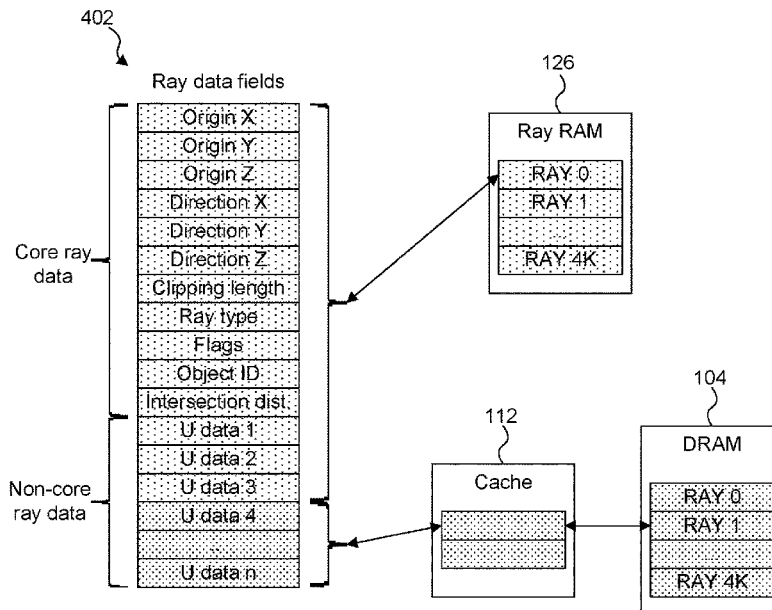 402
Ray data fields
Origin X
Origin Y
Origin Z
Direction X
Direction Y
Direction Z
Clipping length
Ray type
Flags
Object ID
Intersection dist.
U data 1
U data 2
U data 3
U data 4
...
U data n
Core ray
data
Non-core
ray data
126
Ray RAM
RAY 0
RAY 1
...
RAY 4K
112
Cache
104
DRAM
RAY 0
RAY 1
...
RAY 4K